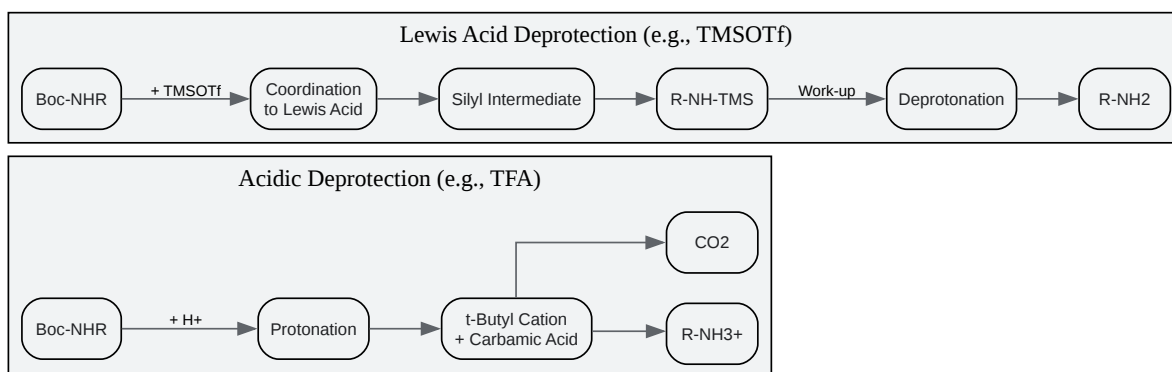 Lewis Acid Deprotection (e.g., TMSOTf)
Boc-NHR
+ TMSOTf
Coordination
to Lewis Acid
Silyl Intermediate
R-NH-TMS
Work-up
Deprotonation
R-NH2
Acidic Deprotection (e.g., TFA)
CO2
Boc-NHR
+ H+
Protonation
t-Butyl Cation
+ Carbamic Acid
R-NH3+